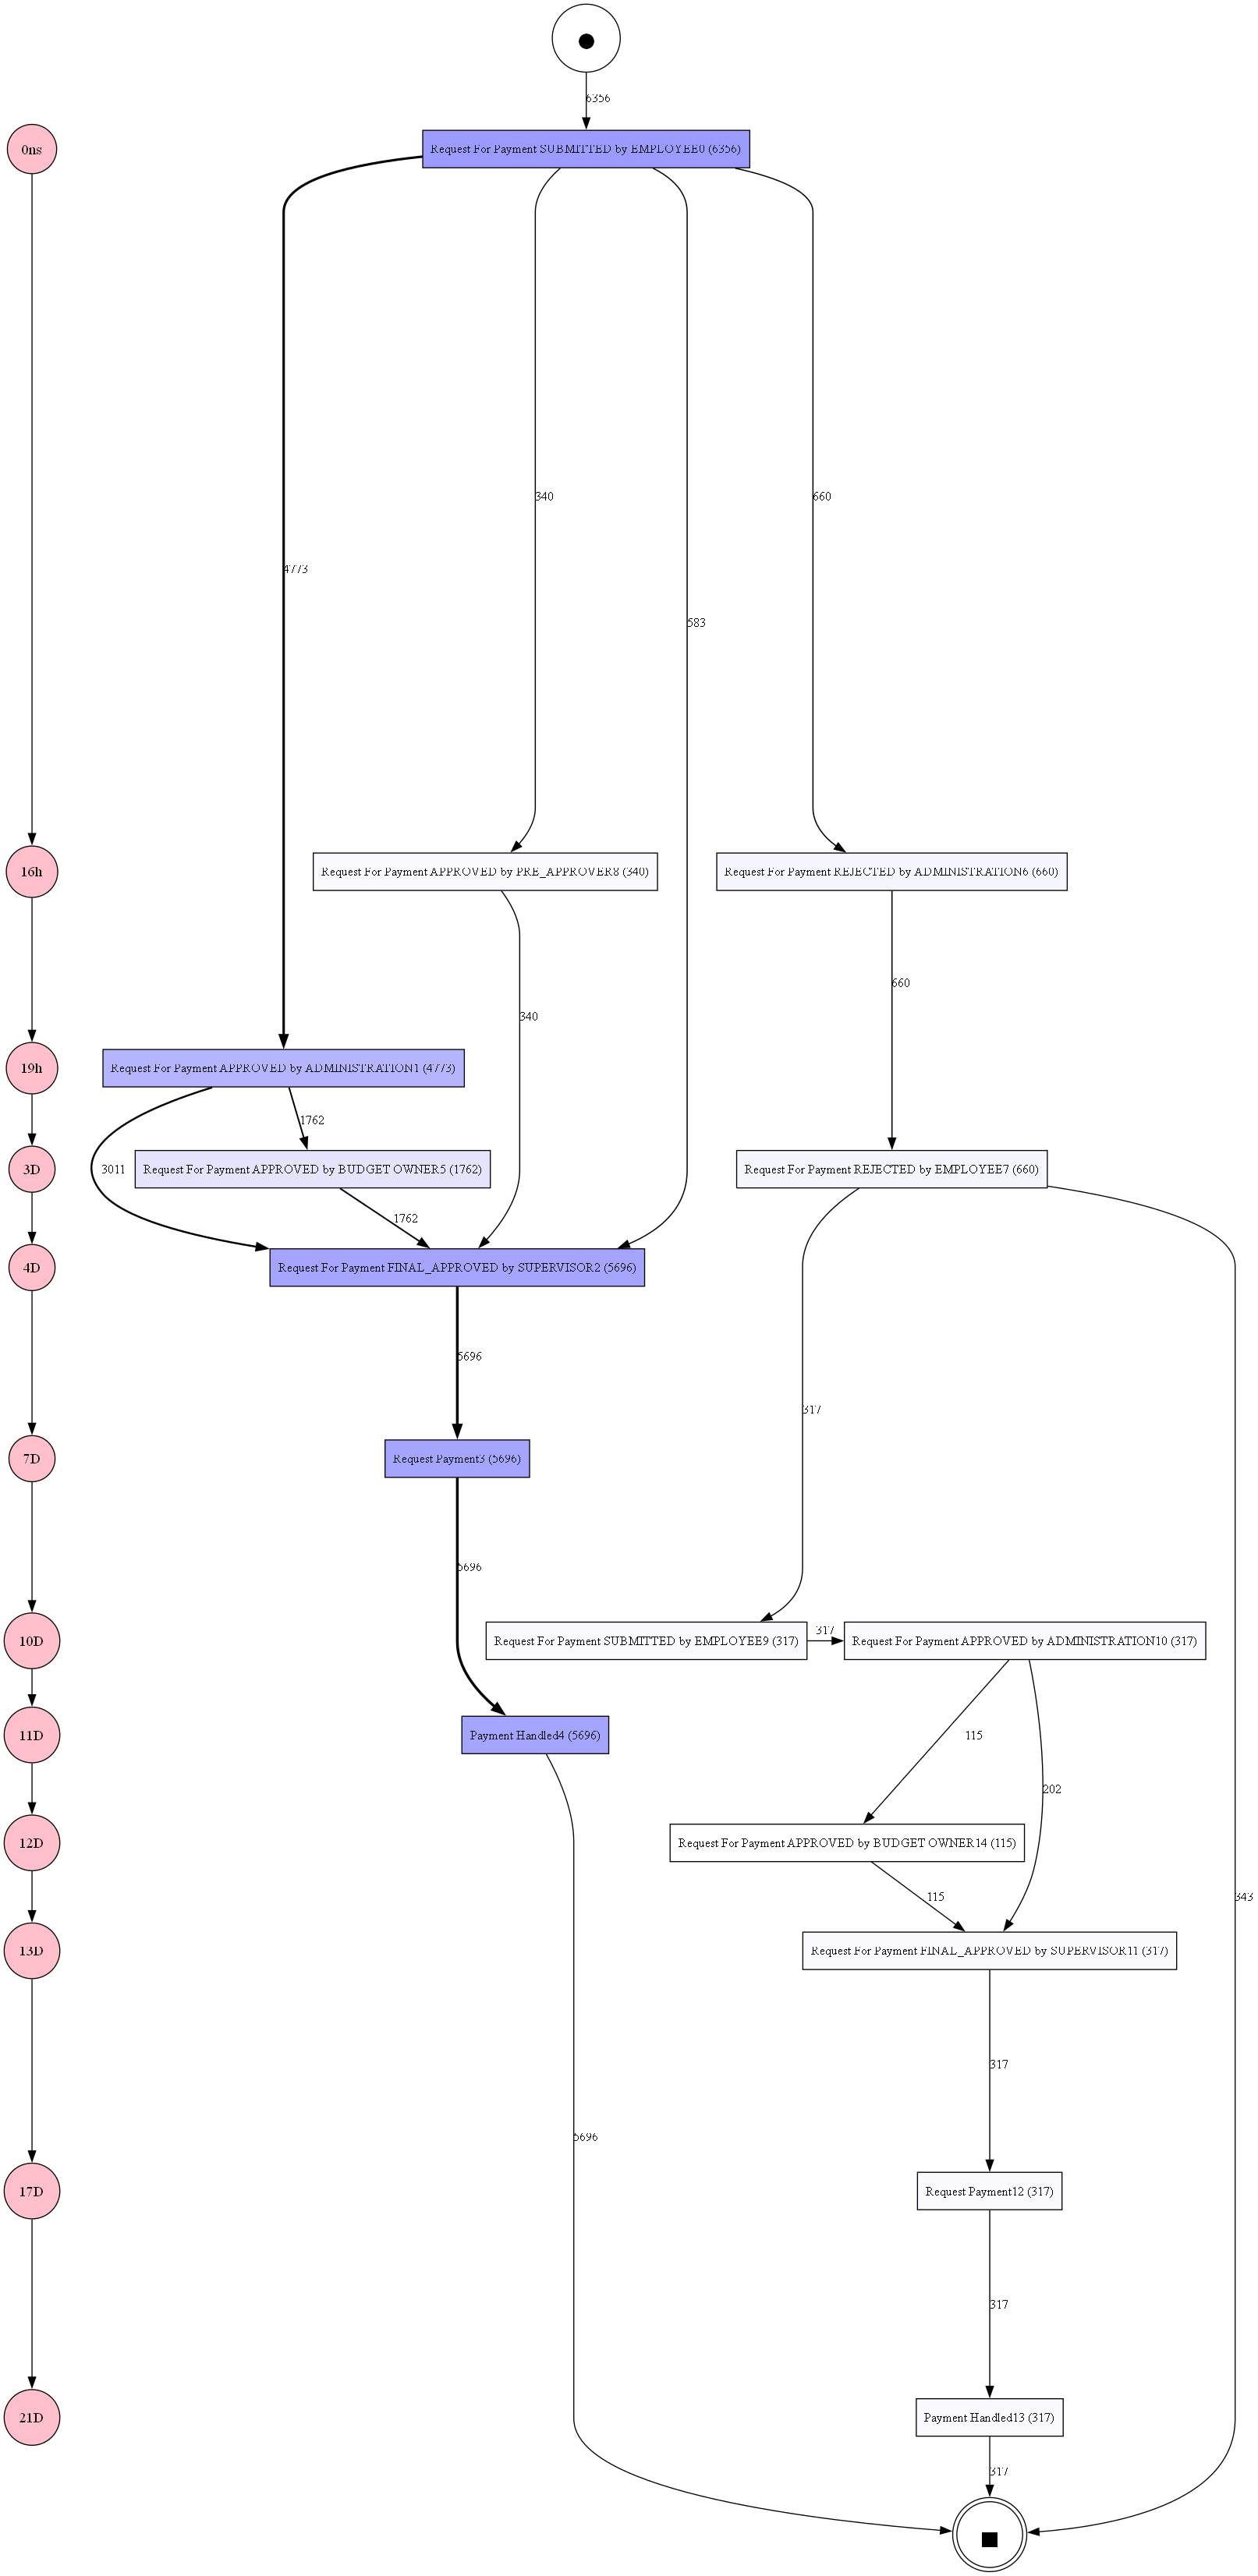 6356
0ns
Request For Payment SUBMITTED by EMPLOYEE0 (6356)
340
660
4773
583
16h
Request For Payment APPROVED by PRE_APPROVER8 (340)
Request For Payment REJECTED by ADMINISTRATION6 (660)
660
340
19h
Request For Payment APPROVED by ADMINISTRATION1 (4773)
1762
3D
3011
Request For Payment APPROVED by BUDGET OWNER5 (1762)
Request For Payment REJECTED by EMPLOYEE7 (660)
1762
4D
Request For Payment FINAL_APPROVED by SUPERVISOR2 (5696)
5696
317
7D
Request Payment3 (5696)
5696
10D
Request For Payment SUBMITTED by EMPLOYEE9 (317)
317
Request For Payment APPROVED by ADMINISTRATION10 (317)
11D
Payment Handled4 (5696)
115
202
12D
Request For Payment APPROVED by BUDGET OWNER14 (115)
115
343
13D
Request For Payment FINAL_APPROVED by SUPERVISOR11 (317)
317
5696
17D
Request Payment12 (317)
317
21D
Payment Handled13 (317)
317